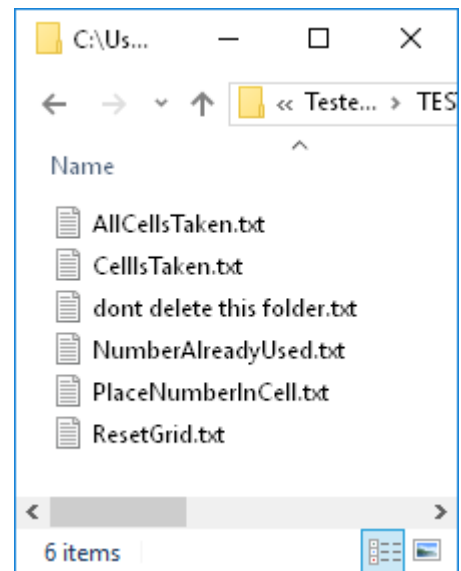 C:\Us...
« Teste... > TES
Name
AllCellsTaken.txt
CellIsTaken.txt
dont delete this folder.txt
NumberAlreadyUsed.txt
PlaceNumberInCell.txt
ResetGrid.txt
6 items